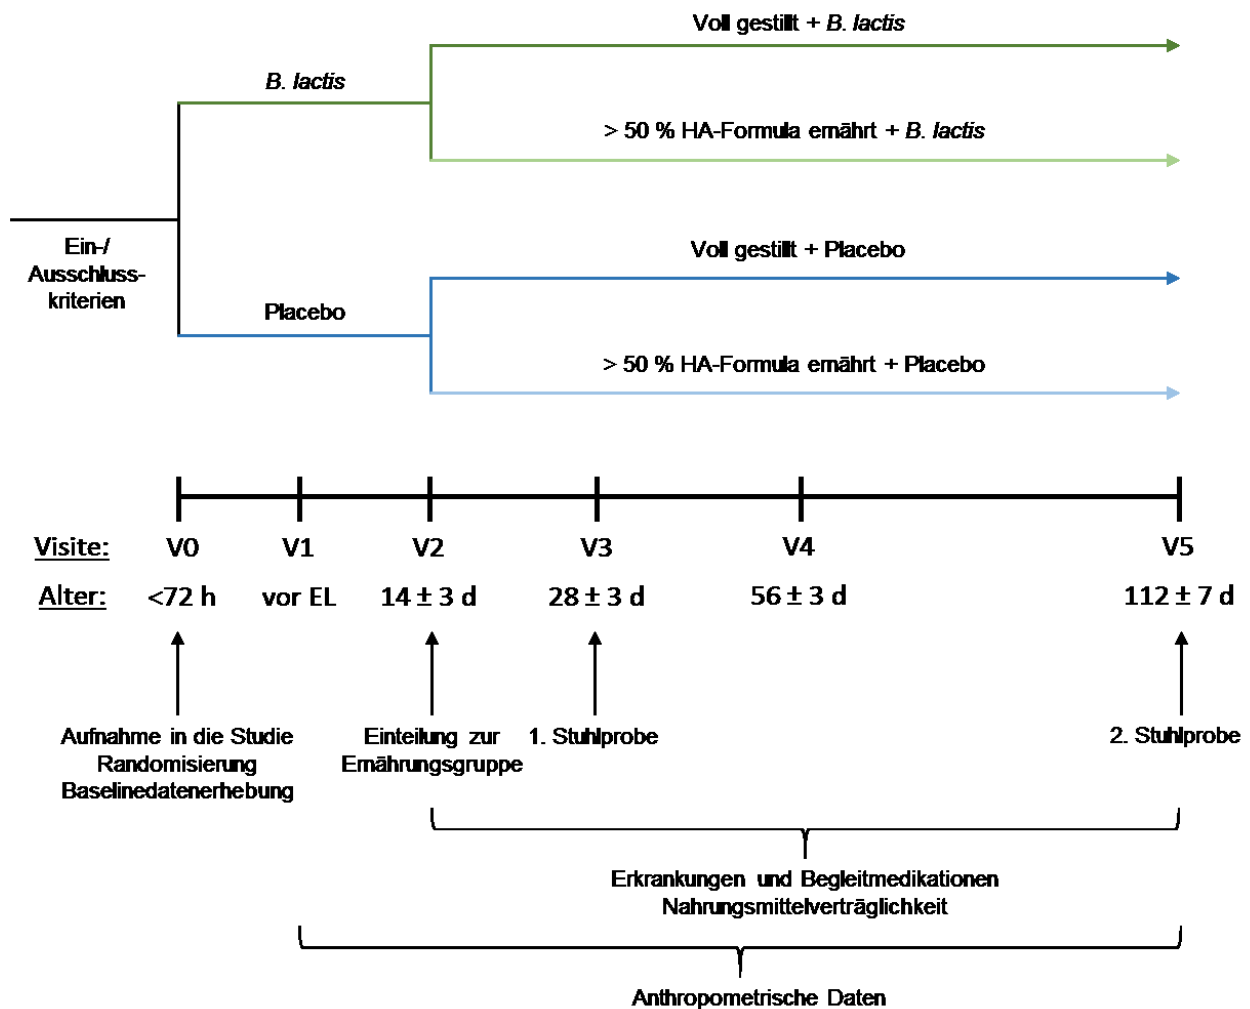 Voll gestillt + B. lactis
B. lactis
> 50 % HA-Formula ernährt + B. lactis
Ein-/
Ausschluss-
kriterien
Voll gestillt + Placebo
Placebo
> 50 % HA-Formula ernährt + Placebo
Visite: V0 V1 V2 V3 V4 V5
Alter: <72 h vor EL 14 ± 3 d 28 ± 3 d 56 ± 3 d 112 ± 7 d
Aufnahme in die Studie
Randomisierung
Baselinedatenerhebung
Einteilung zur
Ernährungsgruppe
1. Stuhlprobe
2. Stuhlprobe
Erkrankungen und Begleitmedikationen
Nahrungsmittelverträglichkeit
Anthropometrische Daten